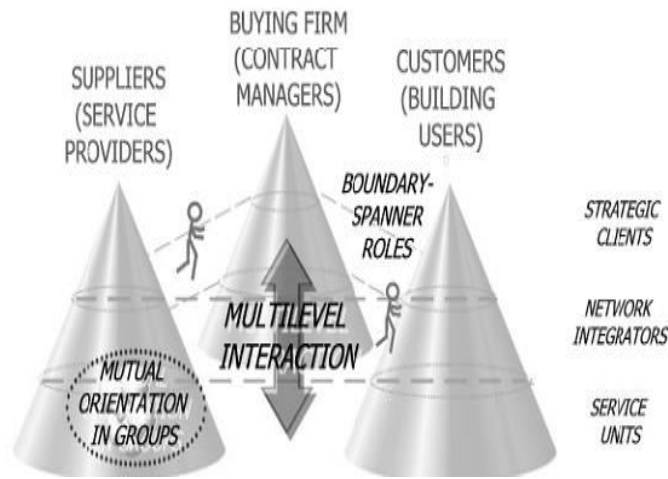 BUYING FIRM
(CONTRACT
MANAGERS)
SUPPLIERS
(SERVICE
PROVIDERS)
CUSTOMERS
(BUILDING
USERS)
BOUNDARY-
SPANNER
ROLES
STRATEGIC
CLIENTS
MULTILEVEL
INTERACTION
NETWORK
INTEGRATORS
MUTUAL
ORIENTATION
IN GROUPS
SERVICE
UNITS